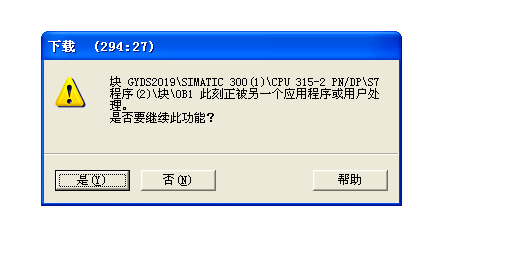 下载 (294:27)
块 GYDS2019\SIMATIC 300(1)\CPU 315-2 PN/DP\S7
程序(2)\块\OB1 此刻正被另一个应用程序或用户处
理。
是否要继续此功能?
是(Y) 否(N) 帮助